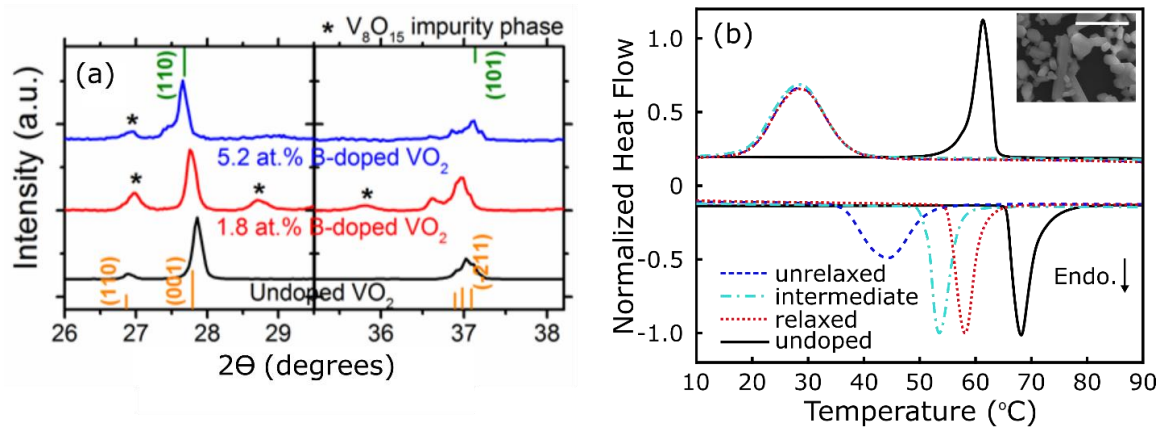 * V₈O₁₅ impurity phase
(a)
(110)
(101)
*
5.2 at.% B-doped VO₂
*
*
*
1.8 at.% B-doped VO₂
(110)
(001)
(-211)
Undoped VO₂
Intensity (a.u.)
26 27 28 29 36 37 38
2Θ (degrees)
(b)
1.0
0.5
0
-0.5
-1.0
Normalized Heat Flow
unrelaxed
intermediate
relaxed
undoped
Endo.
10 20 30 40 50 60 70 80 90
Temperature (°C)